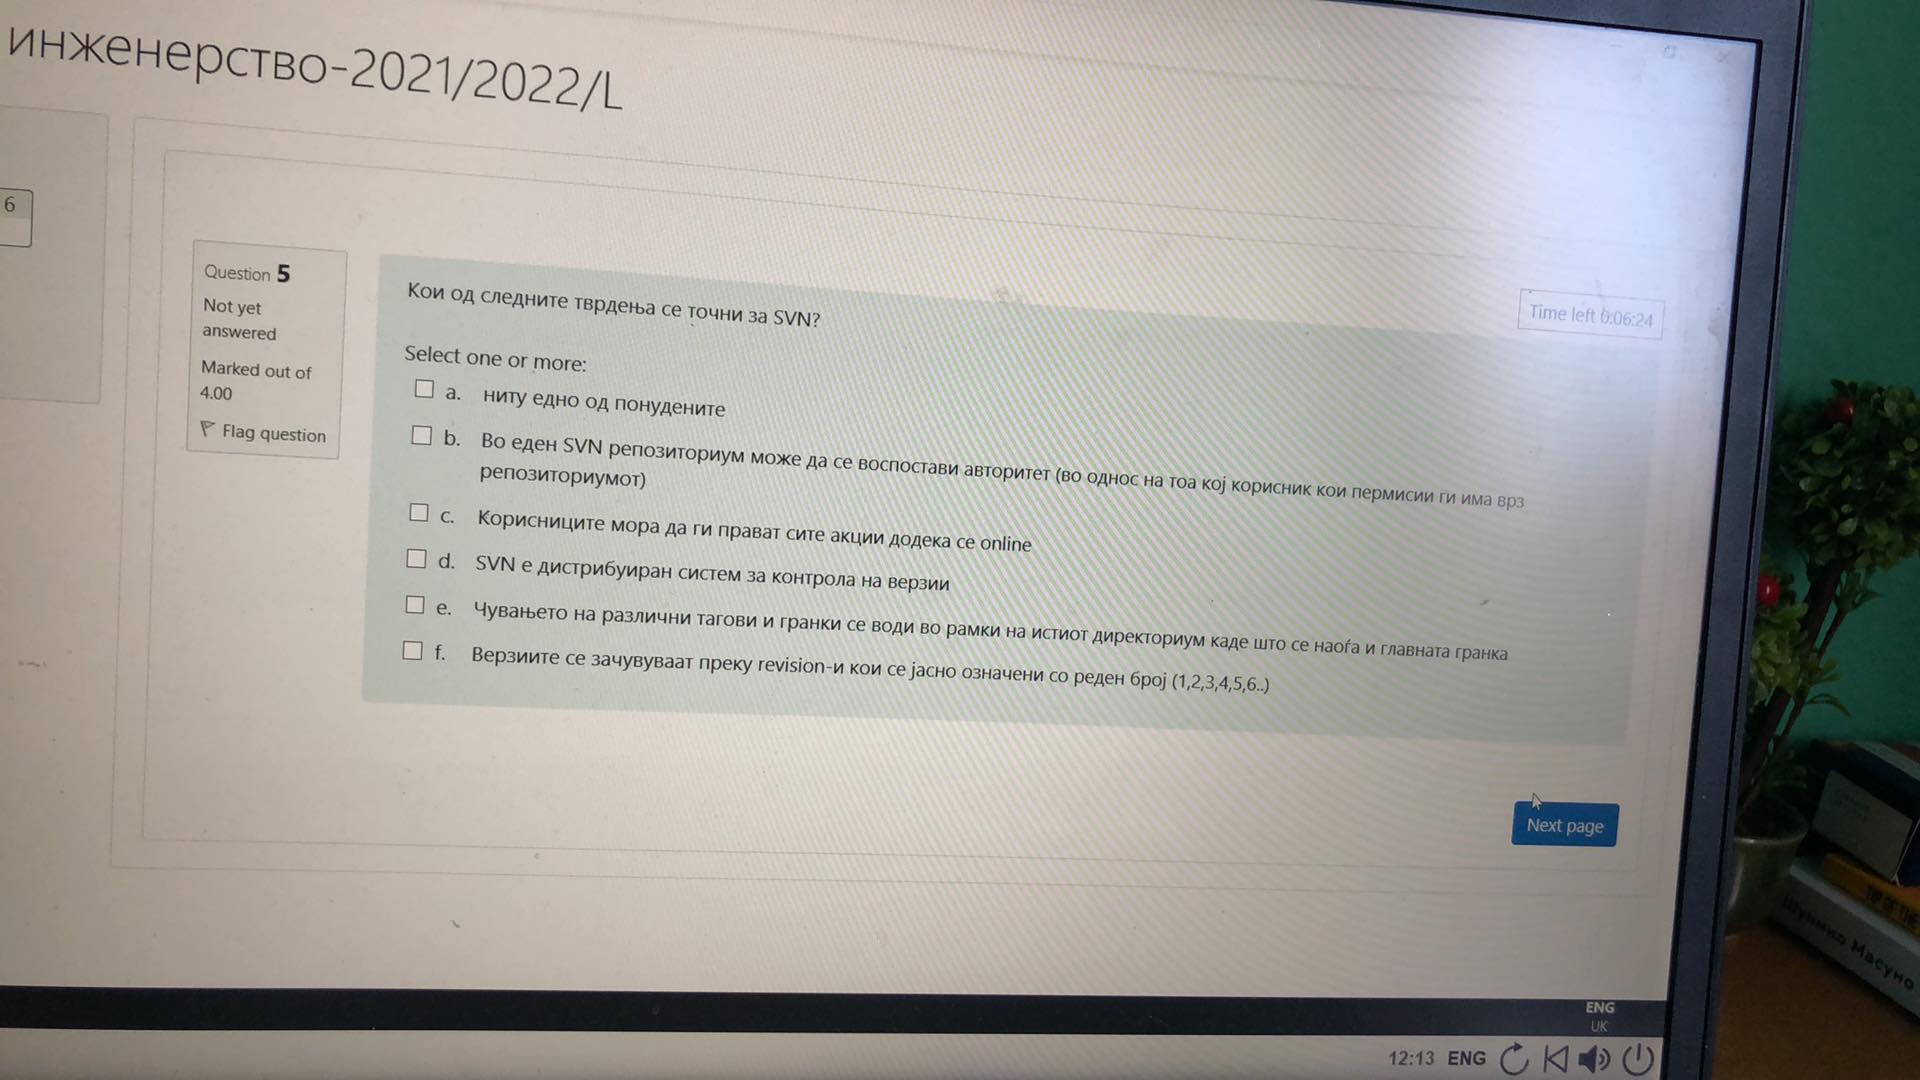 инженерство-2021/2022/L
6
Question 5
Not yet
answered
Marked out of
4.00
Flag question
Time left 0:06:24
Кои од следните тврдења се точни за SVN?
Select one or more:
a. ниту едно од понудените
b. Во еден SVN репозиториум може да се воспостави авторитет (во однос на тоа кој корисник кои пермисии ги има врз
репозиториумот)
c. Корисниците мора да ги прават сите акции додека се online
d. SVN е дистрибуиран систем за контрола на верзии
e. Чувањето на различни тагови и гранки се води во рамки на истиот директориум каде што се наоѓа и главната гранка
f. Верзиите се зачувуваат преку revision-и кои се јасно означени со реден број (1,2,3,4,5,6..)
Next page
ENG
UK
12:13 ENG
TIP OF THE
Шунмио Масуно